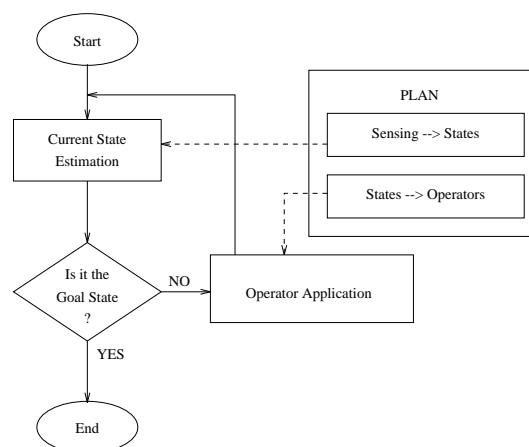 Start
PLAN
Current State
Estimation
Sensing --> States
States --> Operators
Is it the
Goal State
?
NO
Operator Application
YES
End